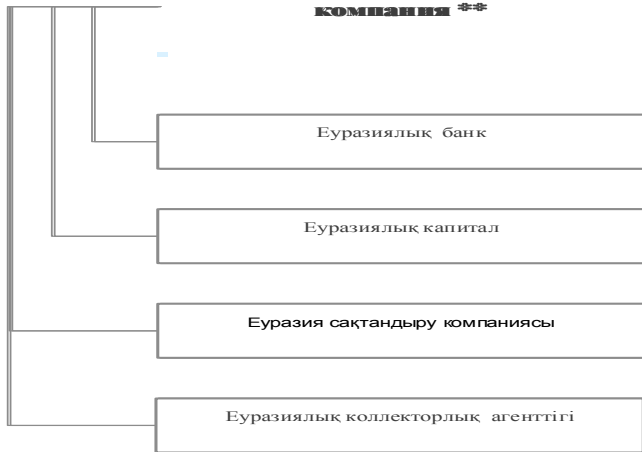 компания **
Еуразиялық банк
Еуразиялық капитал
Еуразия сақтандыру компаниясы
Еуразиялық коллекторлық агенттігі